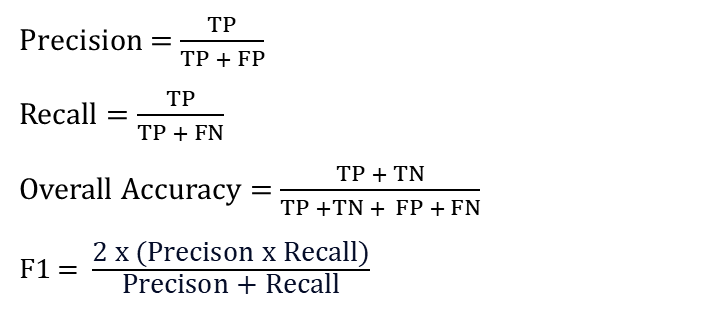 Precision = TP / TP + FP
Recall = TP / TP + FN
Overall Accuracy = TP + TN / TP +TN + FP + FN
F1 = 2 x (Precison x Recall) / Precison + Recall